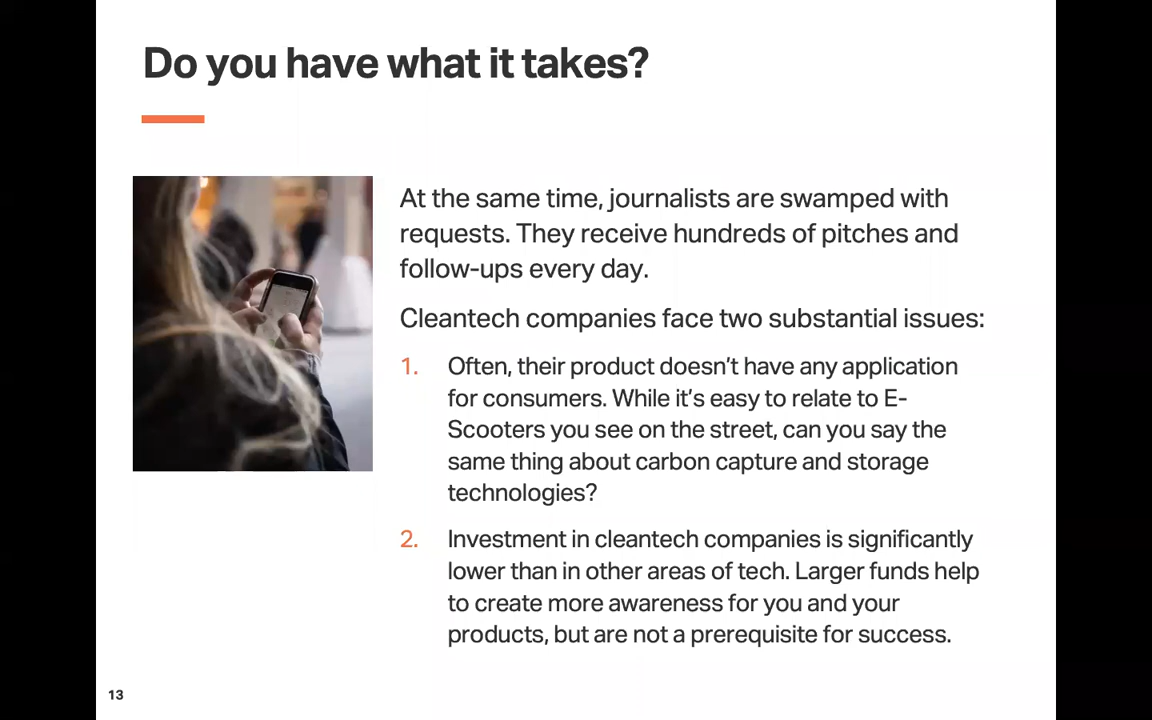 Do you have what it takes?
At the same time, journalists are swamped with
requests. They receive hundreds of pitches and
follow-ups every day.
Cleantech companies face two substantial issues:
1. Often, their product doesn’t have any application
for consumers. While it’s easy to relate to E-
Scooters you see on the street, can you say the
same thing about carbon capture and storage
technologies?
2. Investment in cleantech companies is significantly
lower than in other areas of tech. Larger funds help
to create more awareness for you and your
products, but are not a prerequisite for success.
13